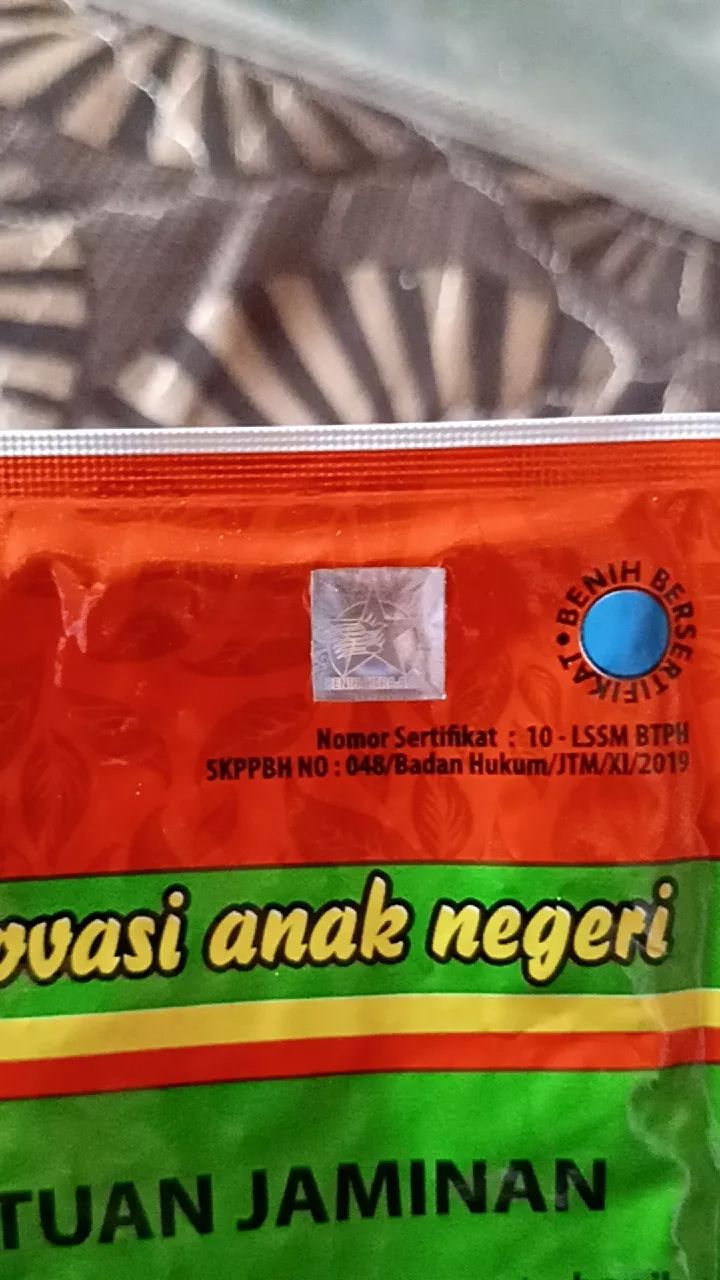 BENIH BERSERTIFIKAT
Nomor Sertifikat : 10 - LSSM BTPH
SKPPBH NO : 048/Badan Hukum/JTM/XI/2019
ovasi anak negeri
TUAN JAMINAN